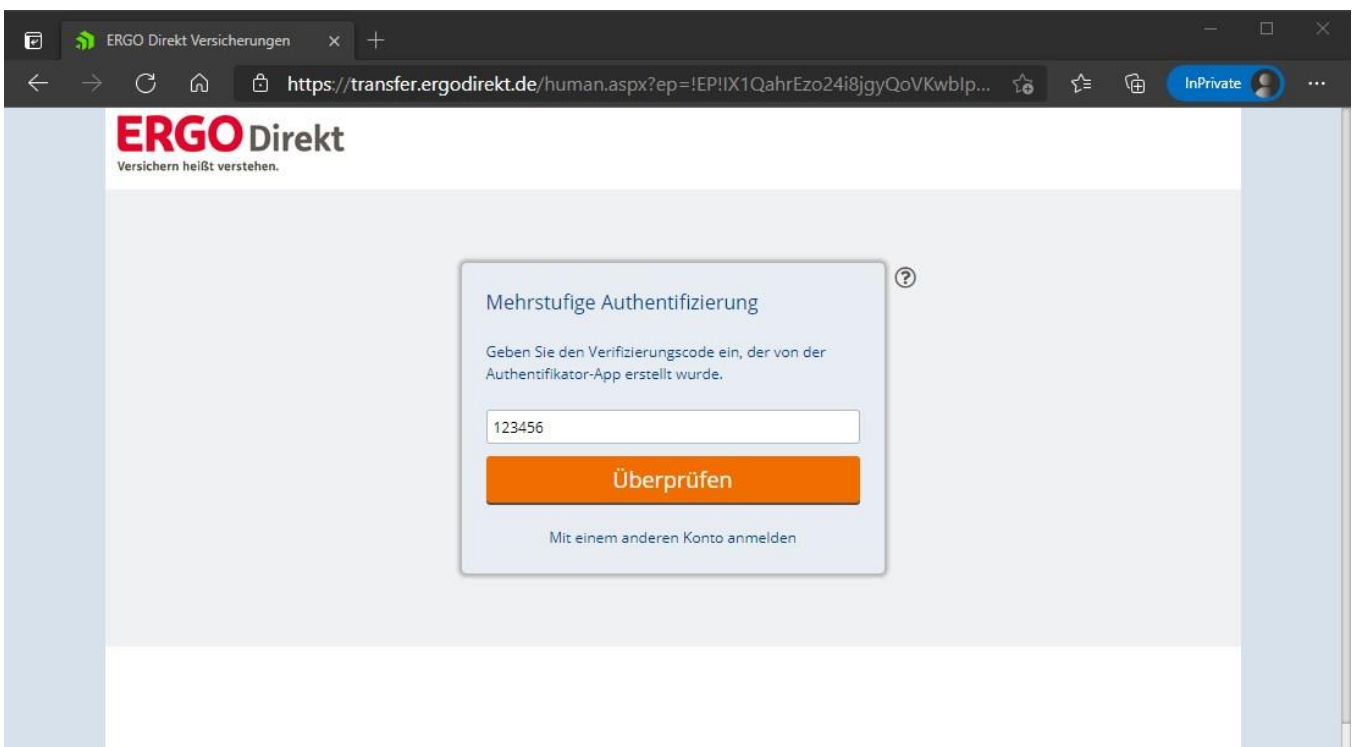 ERGO Direkt Versicherungen
https://transfer.ergodirekt.de/human.aspx?ep=!EP!IX1QahrEzo24i8jgyQoVKwbIp...
InPrivate
ERGO Direkt
Versichern heißt verstehen.
Mehrstufige Authentifizierung
Geben Sie den Verifizierungscode ein, der von der
Authentifikator-App erstellt wurde.
123456
Überprüfen
Mit einem anderen Konto anmelden